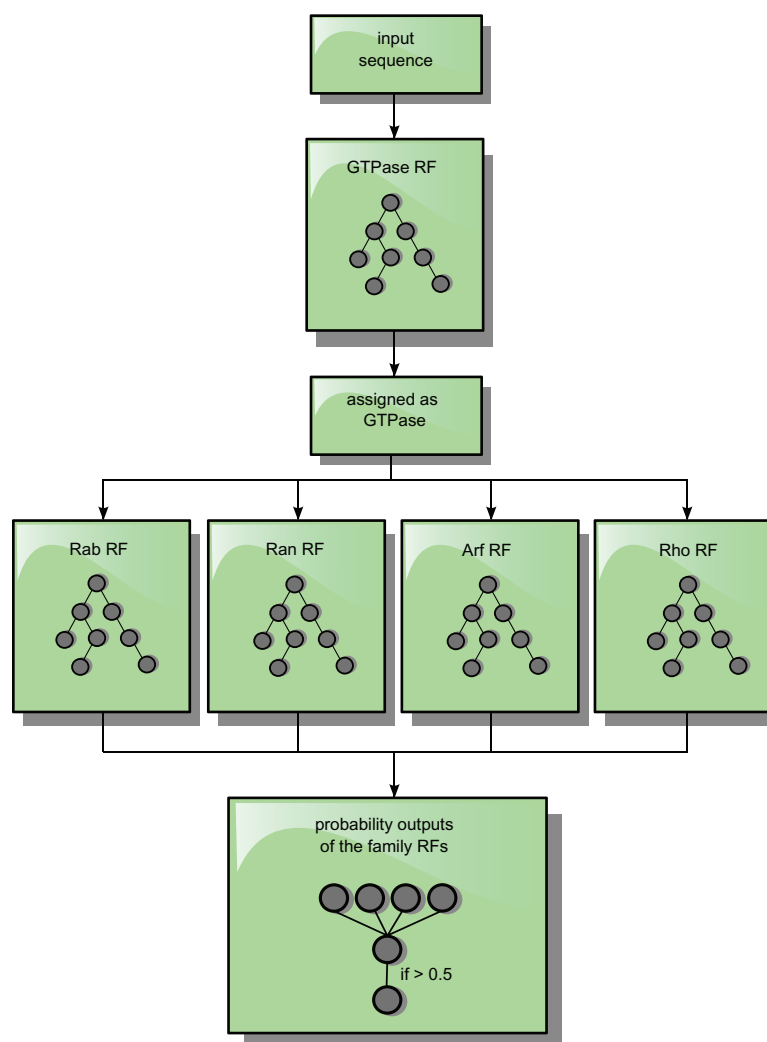 input
sequence
GTPase RF
assigned as
GTPase
Rab RF
Ran RF
Arf RF
Rho RF
probability outputs
of the family RFs
if > 0.5